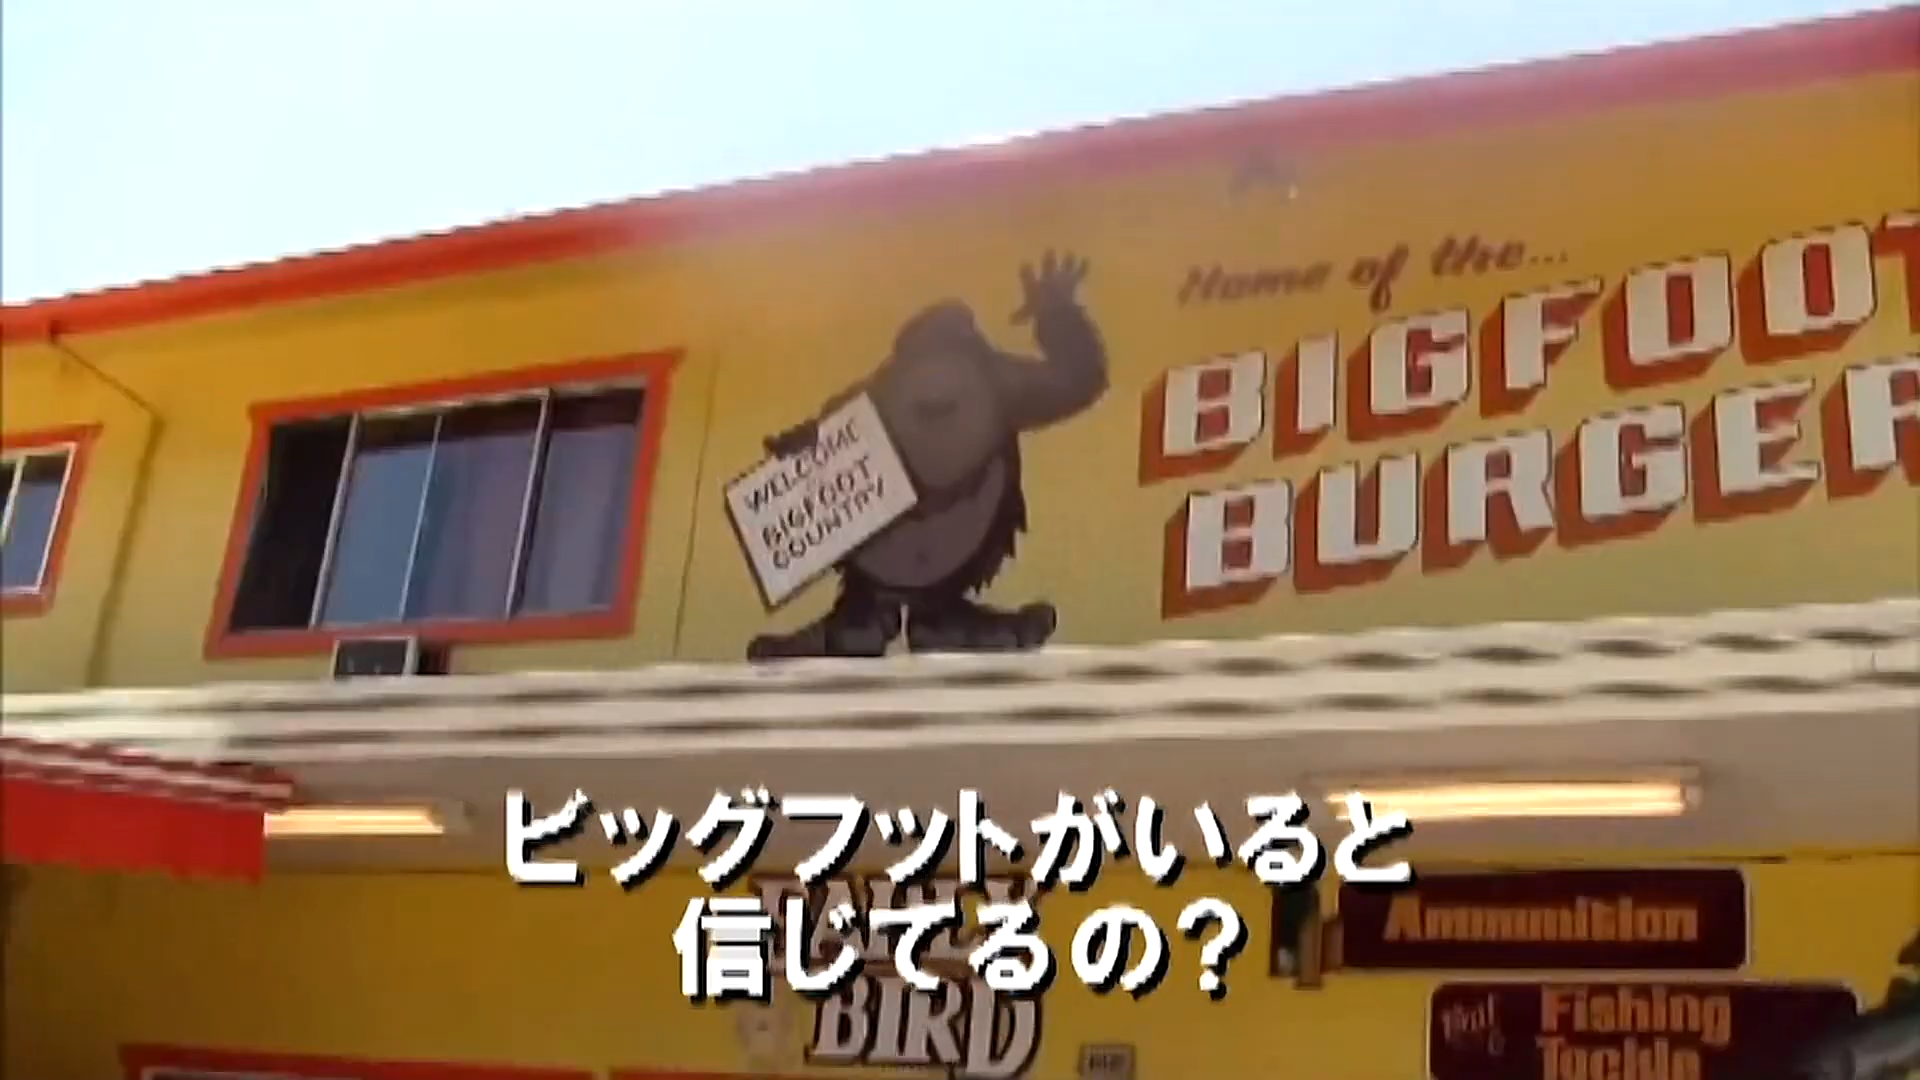 Home of the...
BIGFOOT
BURGER
WELCOME
BIGFOOT
COUNTRY
ビッグフットがいると
信じてるの?
BIRD
Ammunition
Fishing
Tackle